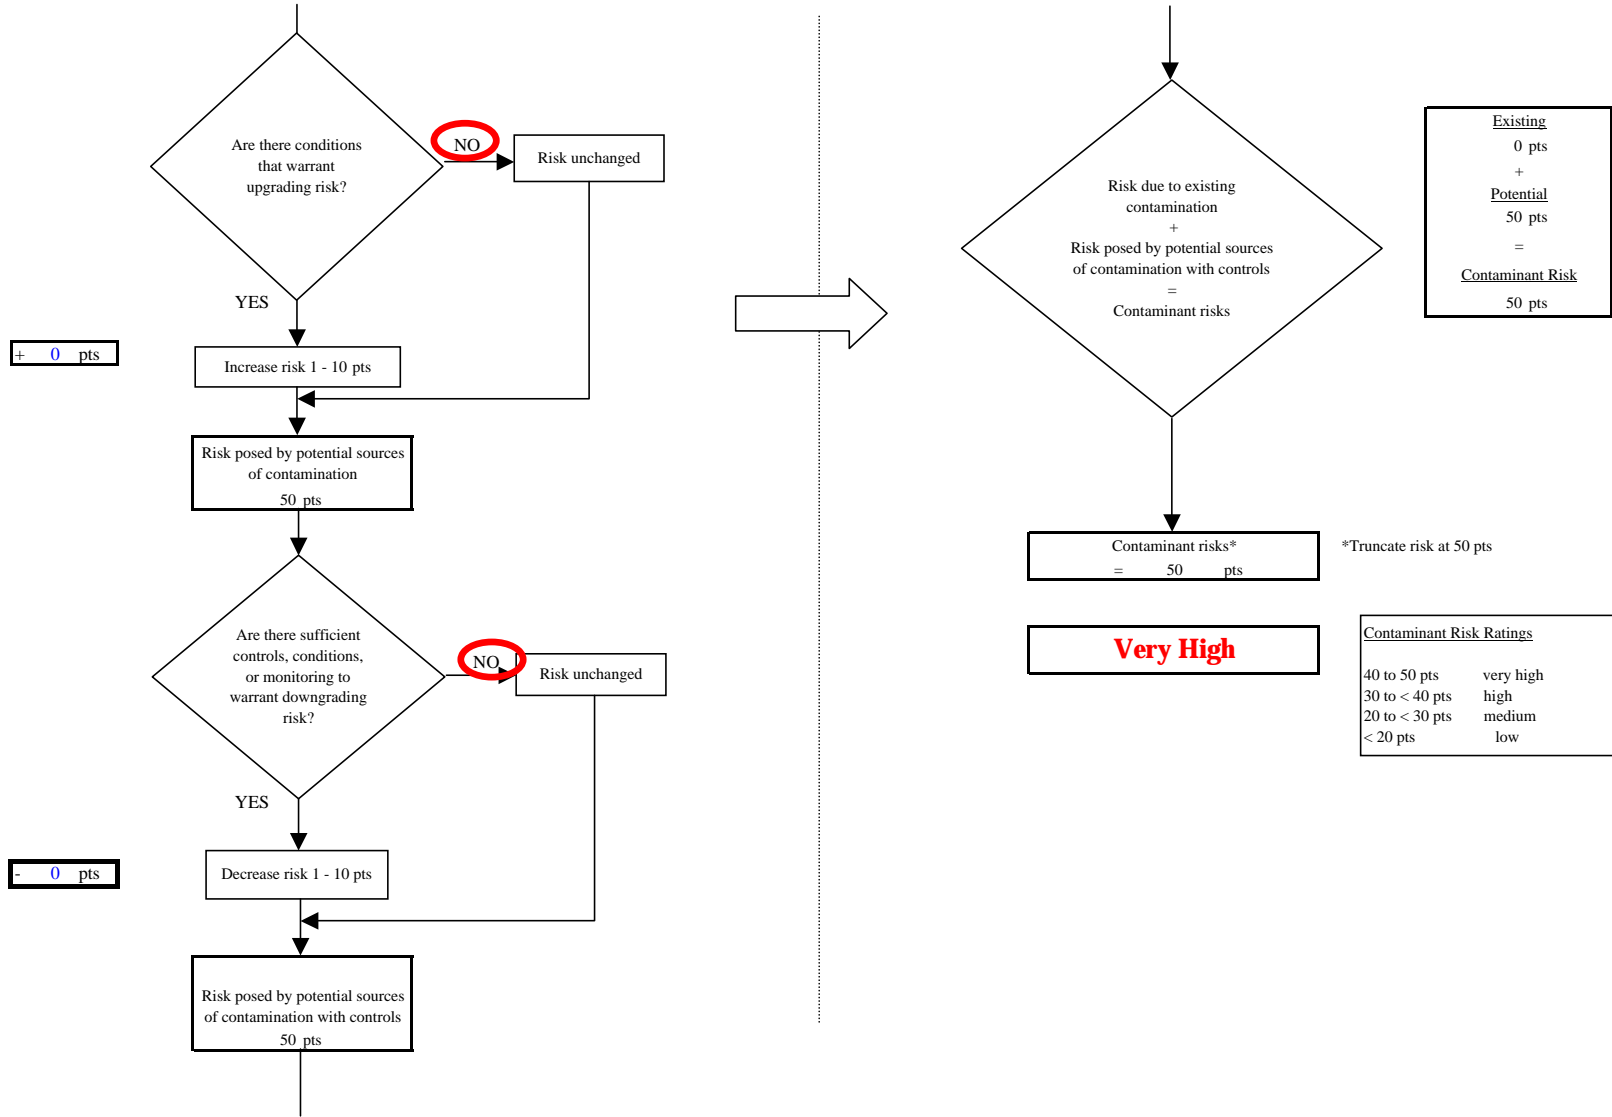 Are there conditions
that warrant
upgrading risk?
NO
Risk unchanged
YES
+ 0 pts
Increase risk 1 - 10 pts
Risk posed by potential sources
of contamination
50 pts
Are there sufficient
controls, conditions,
or monitoring to
warrant downgrading
risk?
NO
Risk unchanged
YES
- 0 pts
Decrease risk 1 - 10 pts
Risk posed by potential sources
of contamination with controls
50 pts
Risk due to existing
contamination
+
Risk posed by potential sources
of contamination with controls
=
Contaminant risks
Existing
0 pts
+
Potential
50 pts
=
Contaminant Risk
50 pts
Contaminant risks*
= 50 pts
*Truncate risk at 50 pts
Very High
Contaminant Risk Ratings
40 to 50 pts very high
30 to < 40 pts high
20 to < 30 pts medium
< 20 pts low